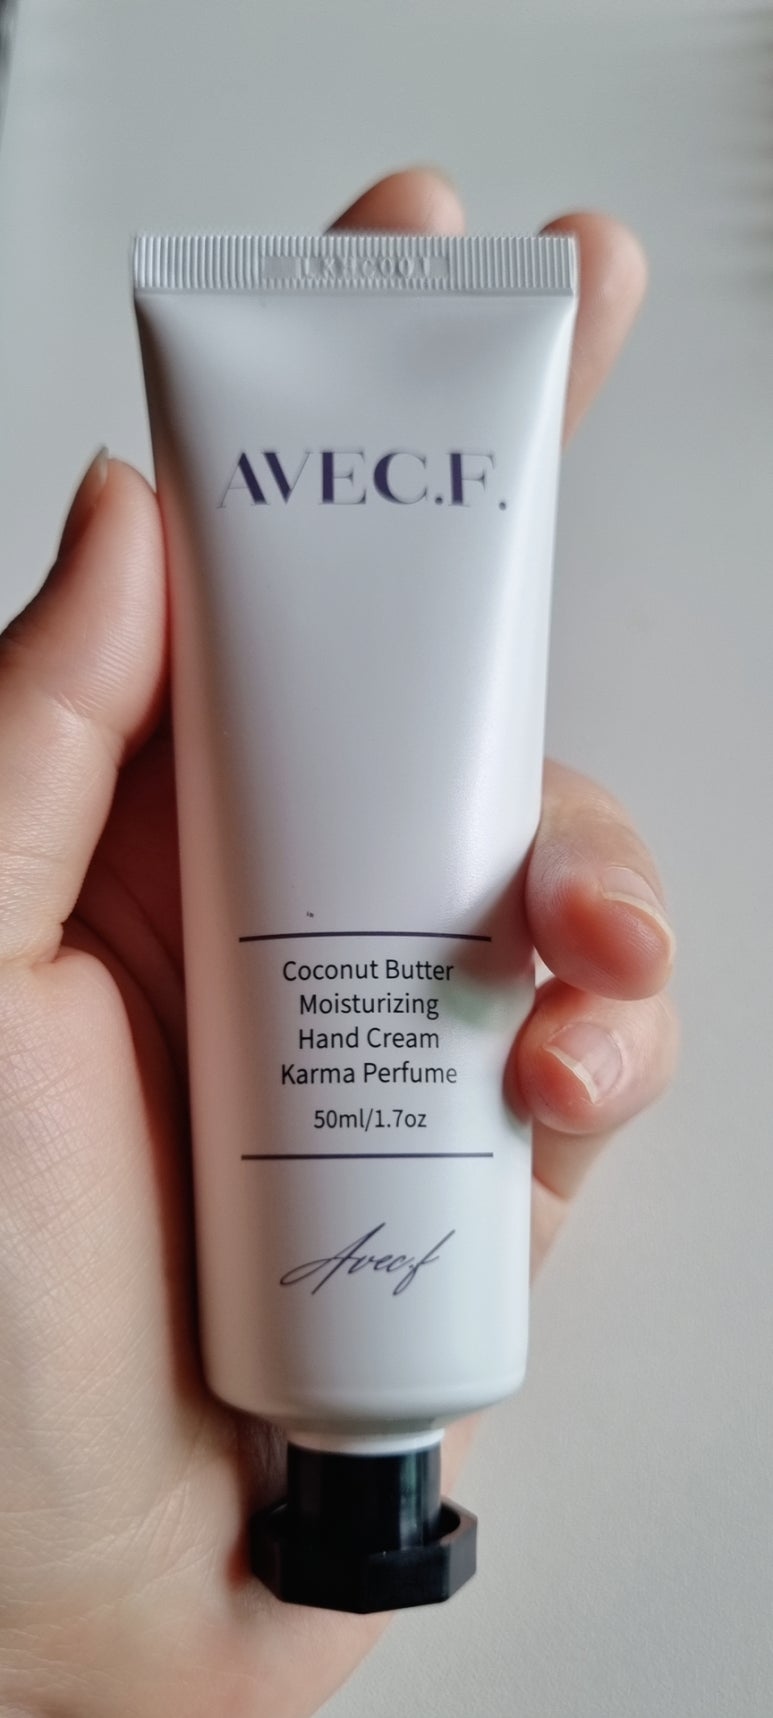 AVEC.F.
Coconut Butter
Moisturizing
Hand Cream
Karma Perfume
50ml/1.7oz
Avec.f